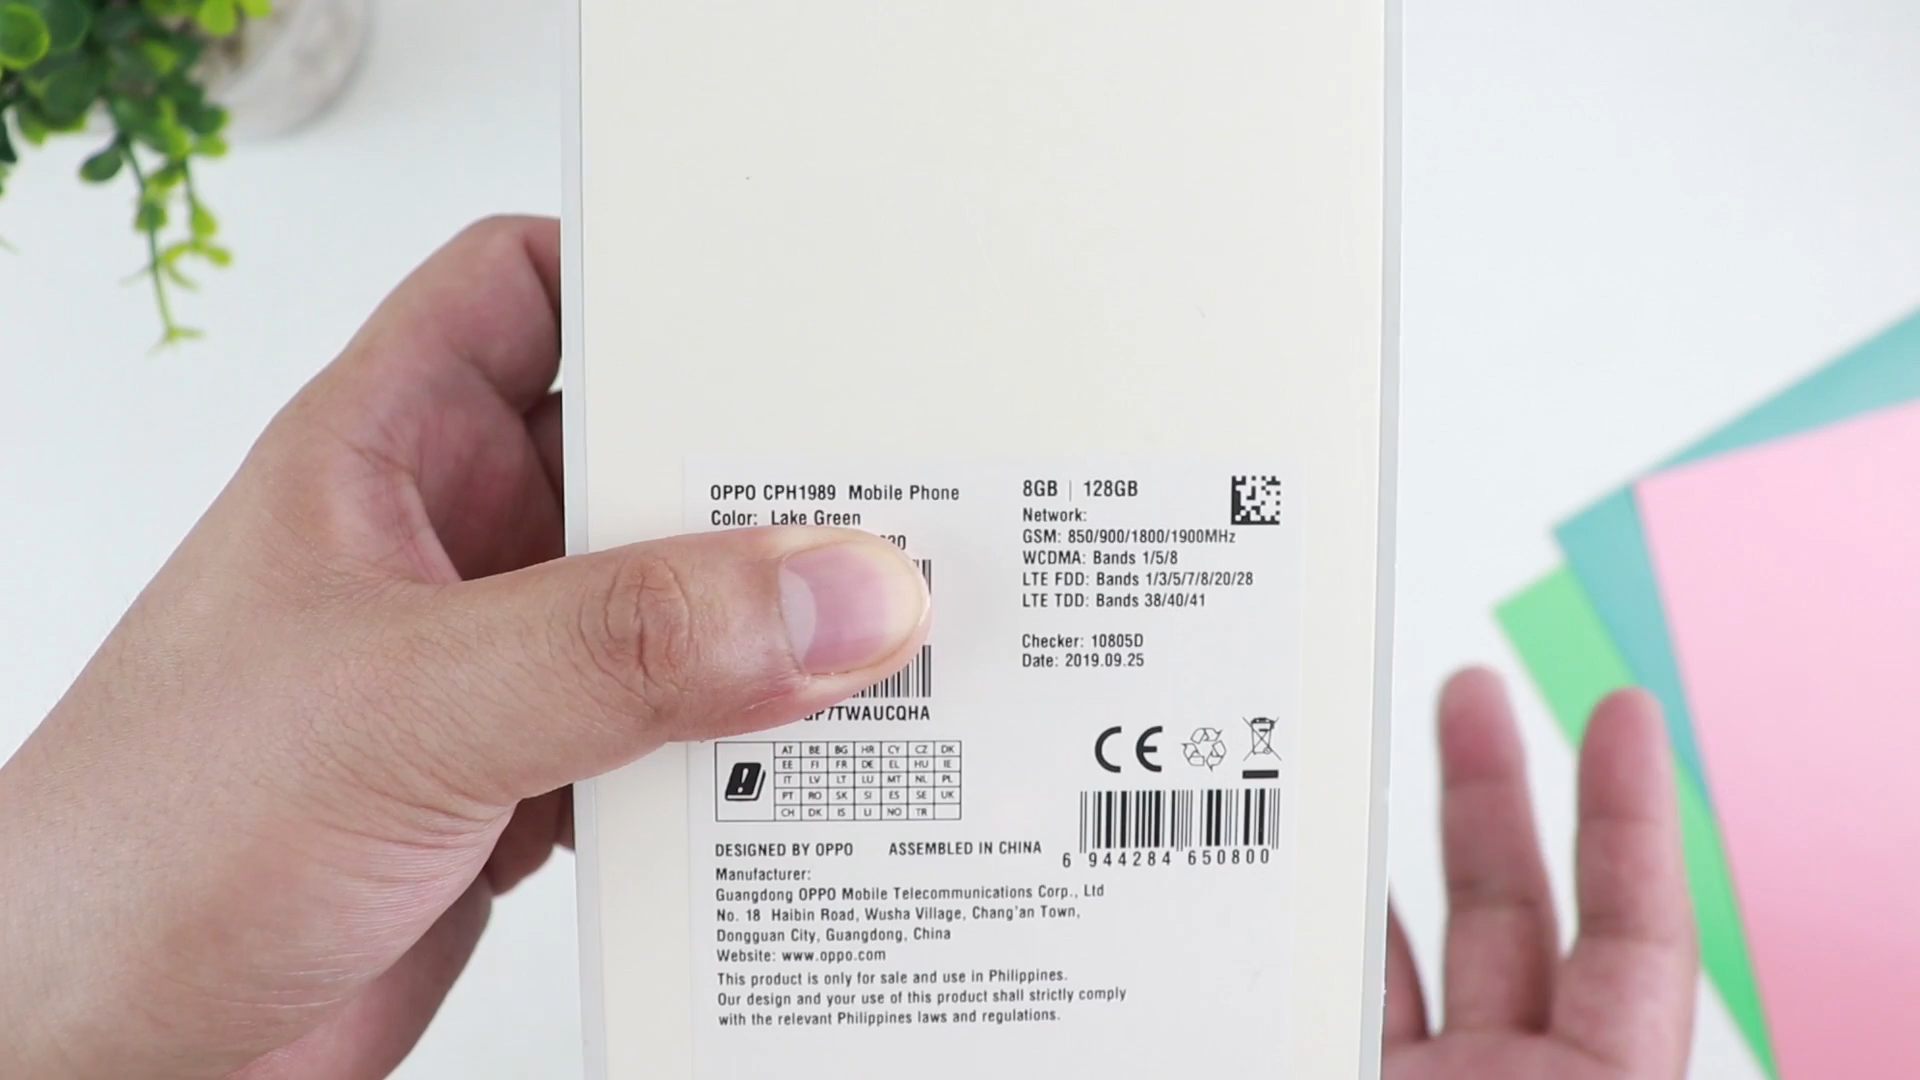 OPPO CPH1989 Mobile Phone
Color: Lake Green
GP7TWAUCQHA
8GB | 128GB
Network:
GSM: 850/900/1800/1900MHz
WCDMA: Bands 1/5/8
LTE FDD: Bands 1/3/5/7/8/20/28
LTE TDD: Bands 38/40/41
Checker: 10805D
Date: 2019.09.25
AT BE BG HR CY CZ DK
EE FI FR DE EL HU IE
IT LV LT LU MT NL PL
PT RO SK SI ES SE UK
CH DK IS LI NO TR
CE
6 944284 650800
DESIGNED BY OPPO ASSEMBLED IN CHINA
Manufacturer:
Guangdong OPPO Mobile Telecommunications Corp., Ltd
No. 18 Haibin Road, Wusha Village, Chang'an Town,
Dongguan City, Guangdong, China
Website: www.oppo.com
This product is only for sale and use in Philippines.
Our design and your use of this product shall strictly comply
with the relevant Philippines laws and regulations.